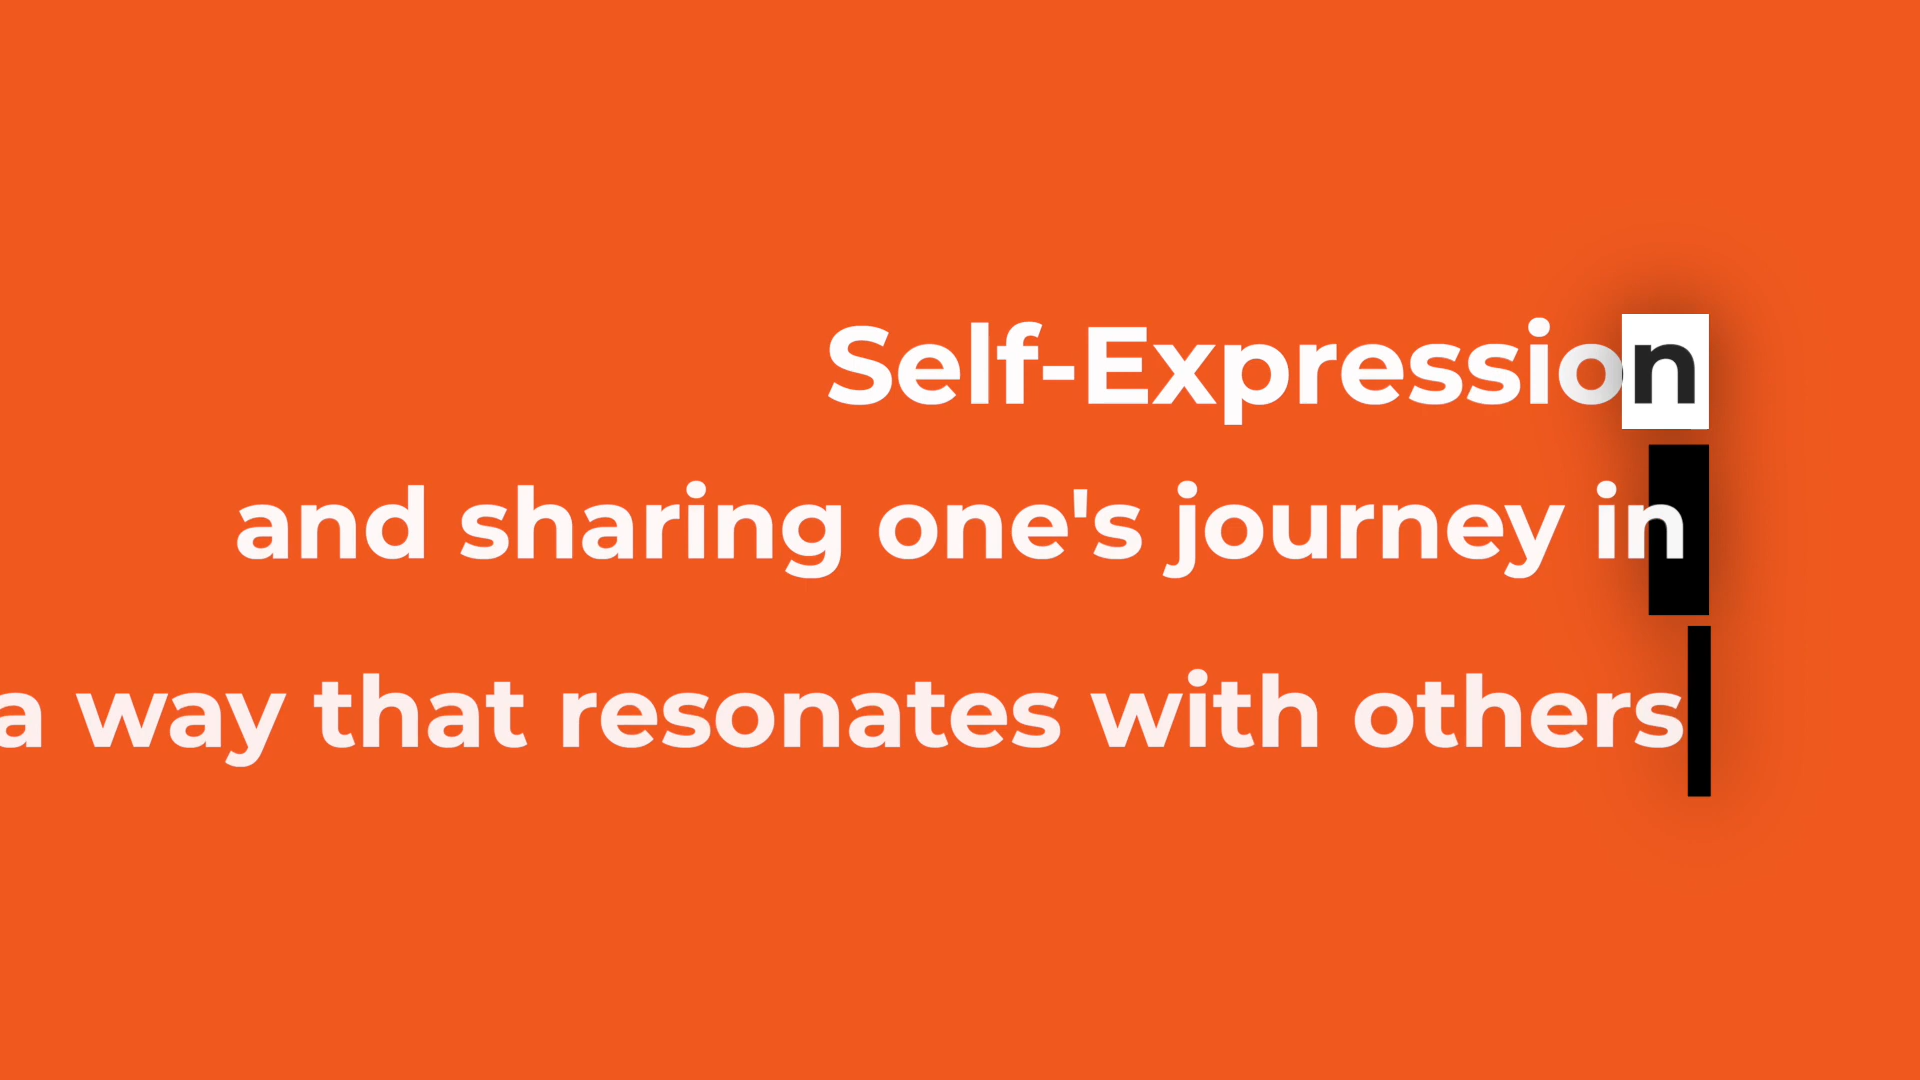 Self-Expression
and sharing one's journey in
a way that resonates with others